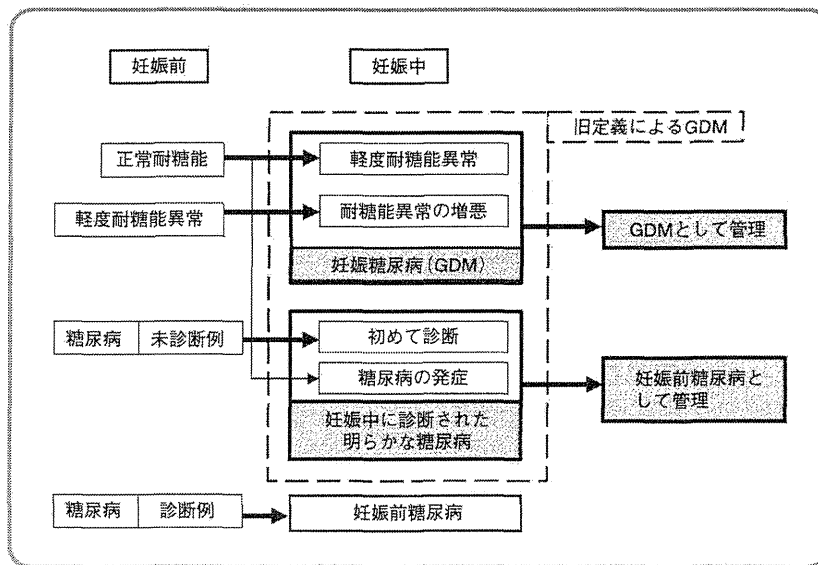 妊娠前
妊娠中
旧定義によるGDM
正常耐糖能
軽度耐糖能異常
軽度耐糖能異常
耐糖能異常の増悪
GDMとして管理
妊娠糖尿病(GDM)
糖尿病 未診断例
初めて診断
糖尿病の発症
妊娠前糖尿病と
して管理
妊娠中に診断された
明らかな糖尿病
糖尿病 診断例
妊娠前糖尿病